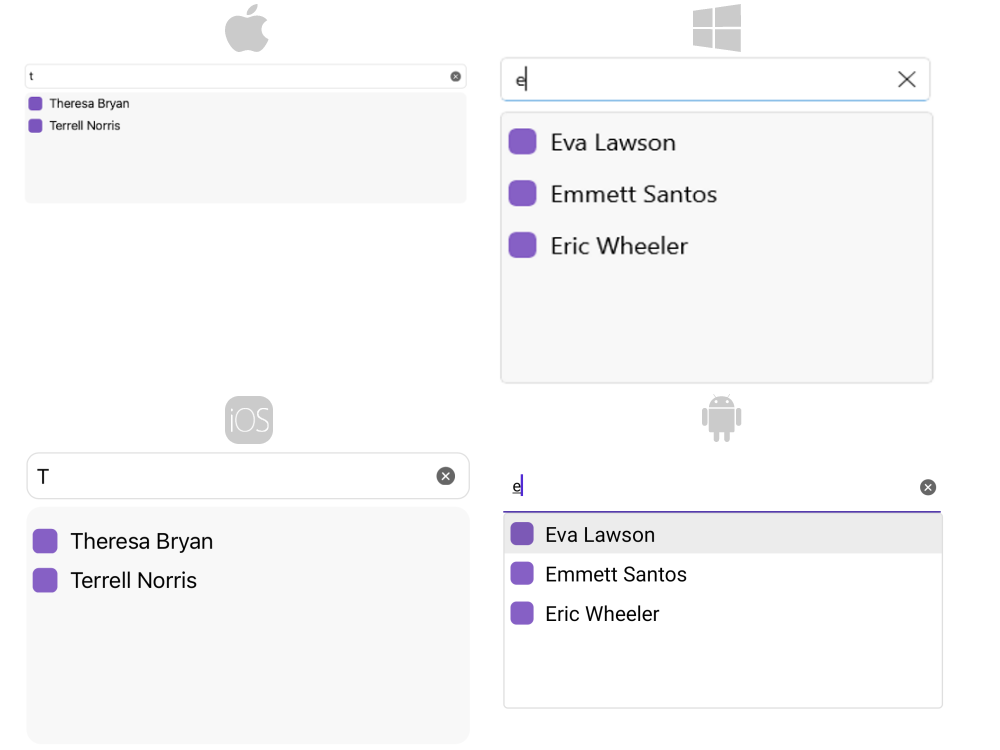 t
Theresa Bryan
Terrell Norris
e
Eva Lawson
Emmett Santos
Eric Wheeler
iOS
T
Theresa Bryan
Terrell Norris
e
Eva Lawson
Emmett Santos
Eric Wheeler